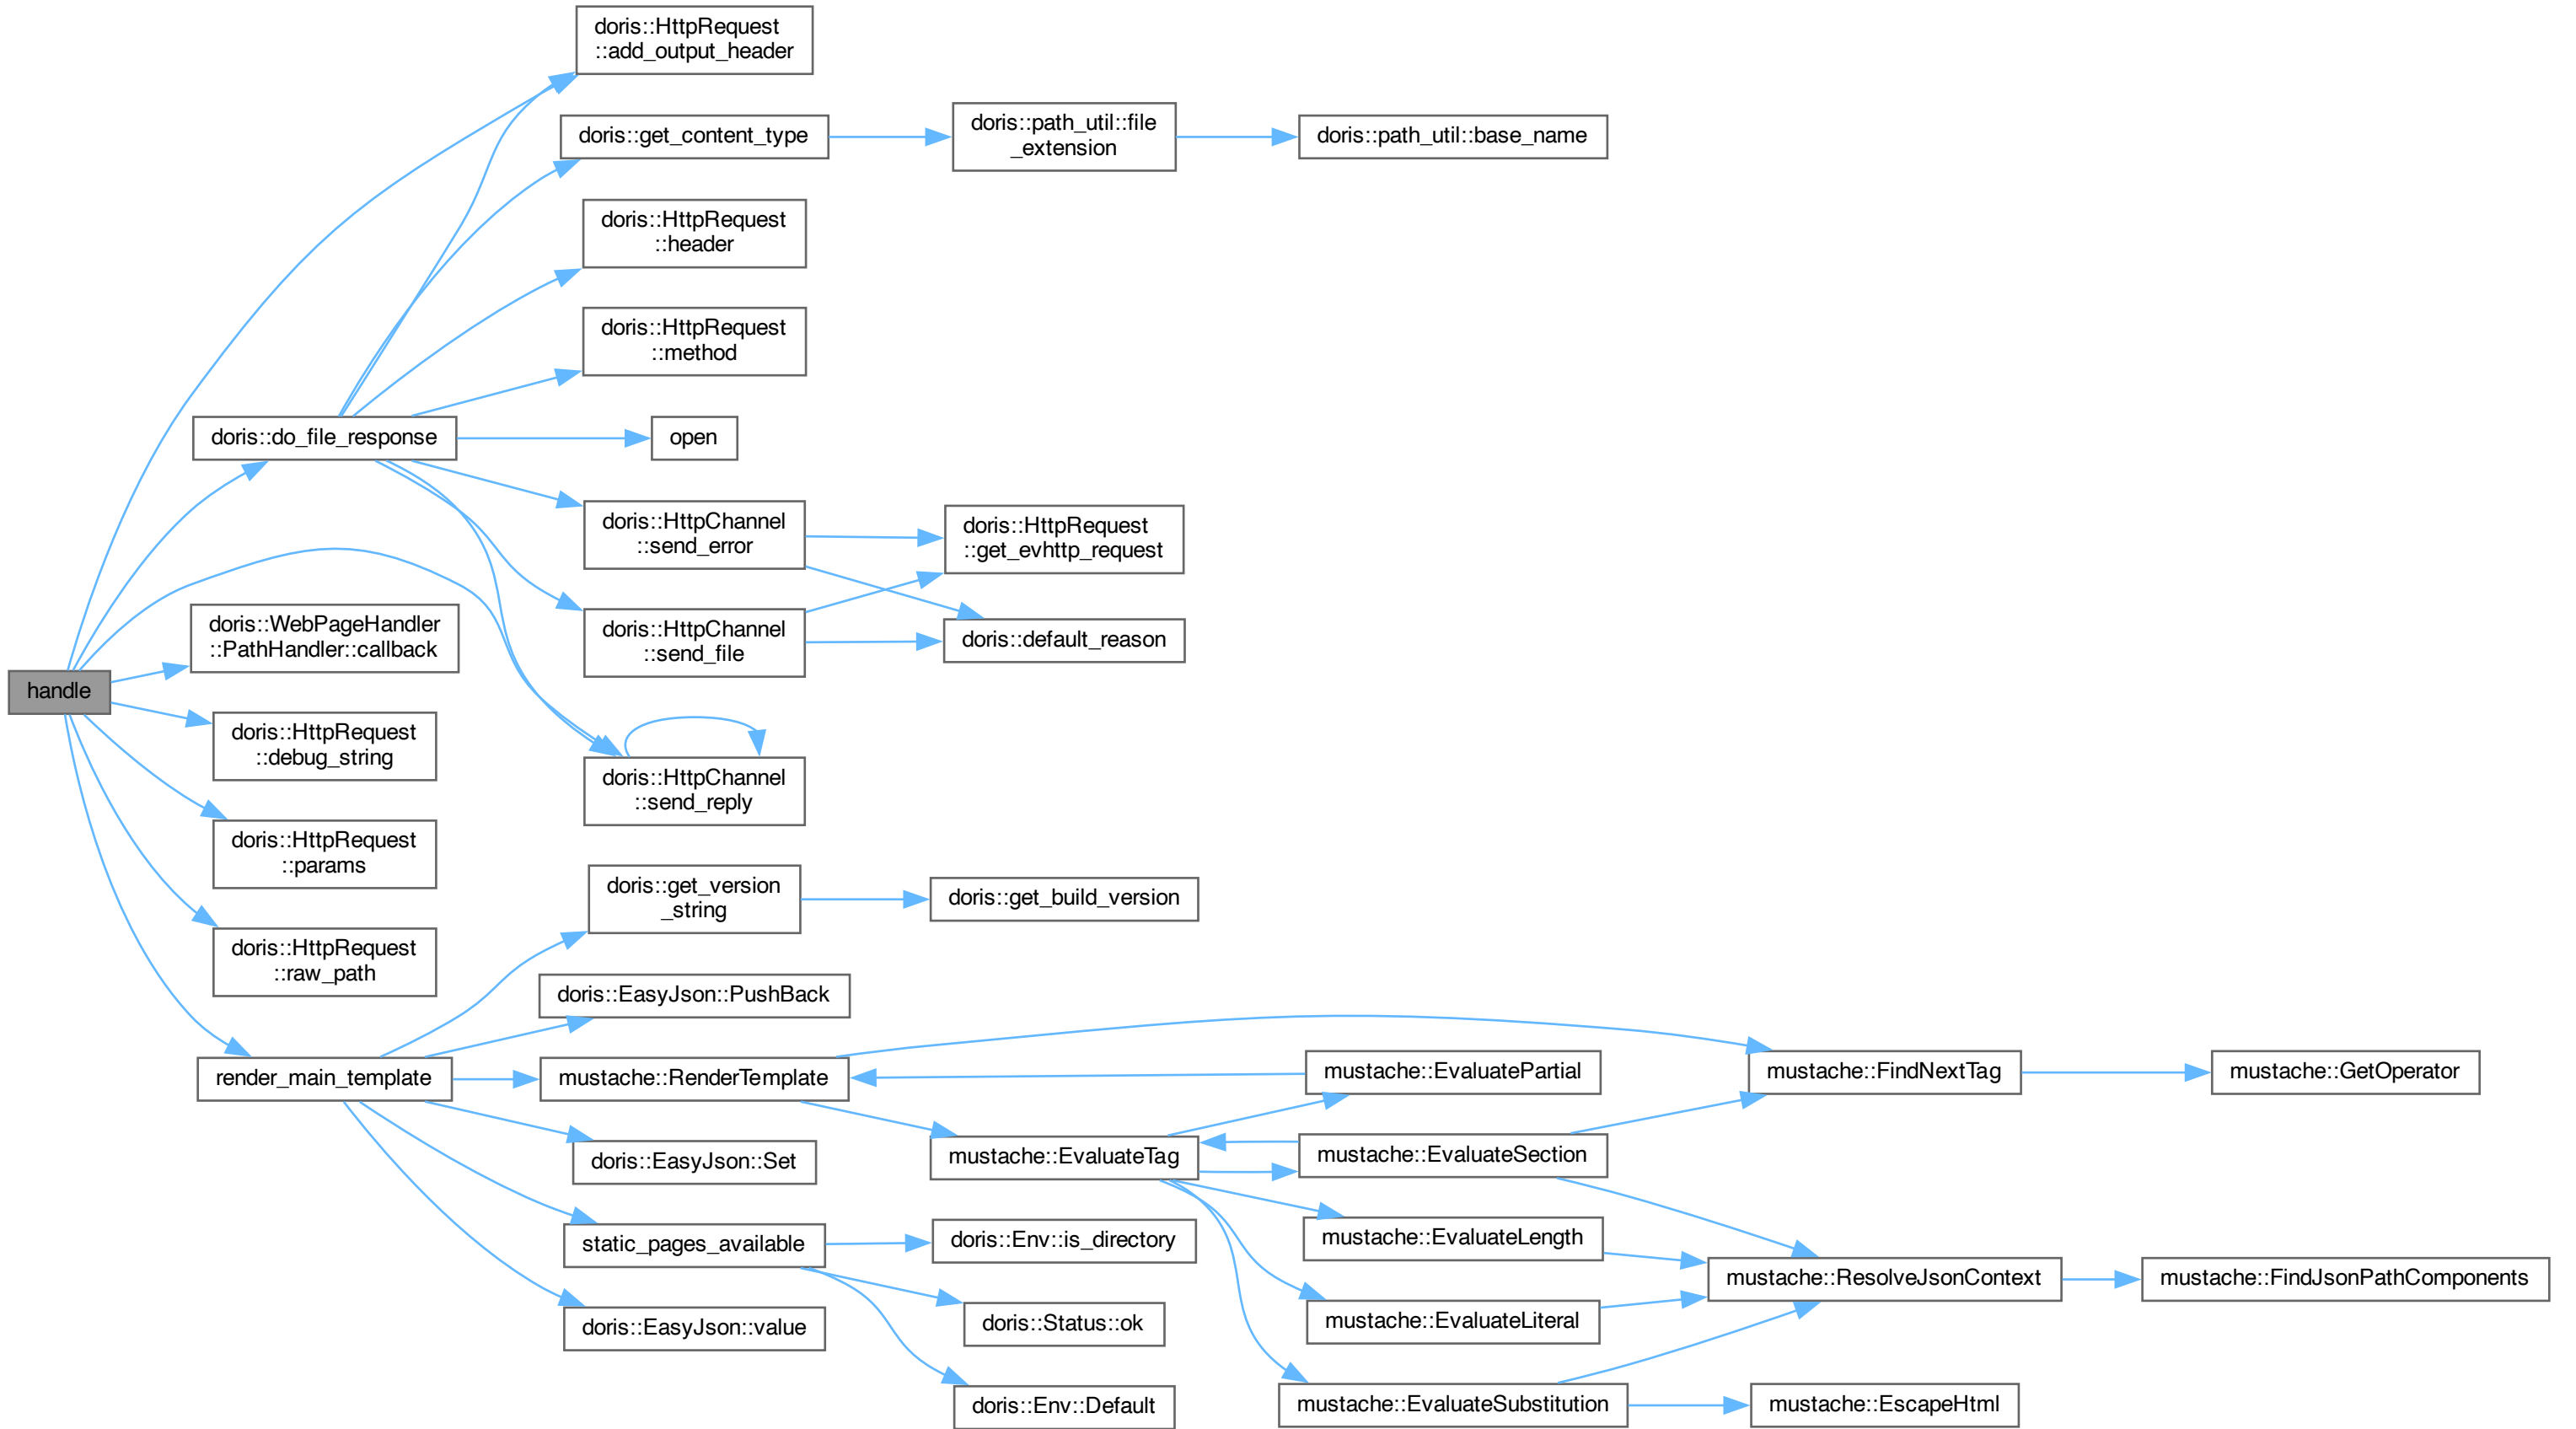 doris::HttpRequest
::add_output_header
doris::get_content_type
doris::path_util::file
_extension
doris::path_util::base_name
doris::HttpRequest
::header
doris::HttpRequest
::method
doris::do_file_response
open
doris::HttpChannel
::send_error
doris::HttpRequest
::get_evhttp_request
doris::WebPageHandler
::PathHandler::callback
doris::HttpChannel
::send_file
doris::default_reason
handle
doris::HttpRequest
::debug_string
doris::HttpChannel
::send_reply
doris::HttpRequest
::params
doris::get_version
_string
doris::get_build_version
doris::HttpRequest
::raw_path
doris::EasyJson::PushBack
render_main_template
mustache::RenderTemplate
mustache::EvaluatePartial
mustache::FindNextTag
mustache::GetOperator
doris::EasyJson::Set
mustache::EvaluateTag
mustache::EvaluateSection
static_pages_available
doris::Env::is_directory
mustache::EvaluateLength
mustache::ResolveJsonContext
mustache::FindJsonPathComponents
doris::EasyJson::value
doris::Status::ok
mustache::EvaluateLiteral
doris::Env::Default
mustache::EvaluateSubstitution
mustache::EscapeHtml